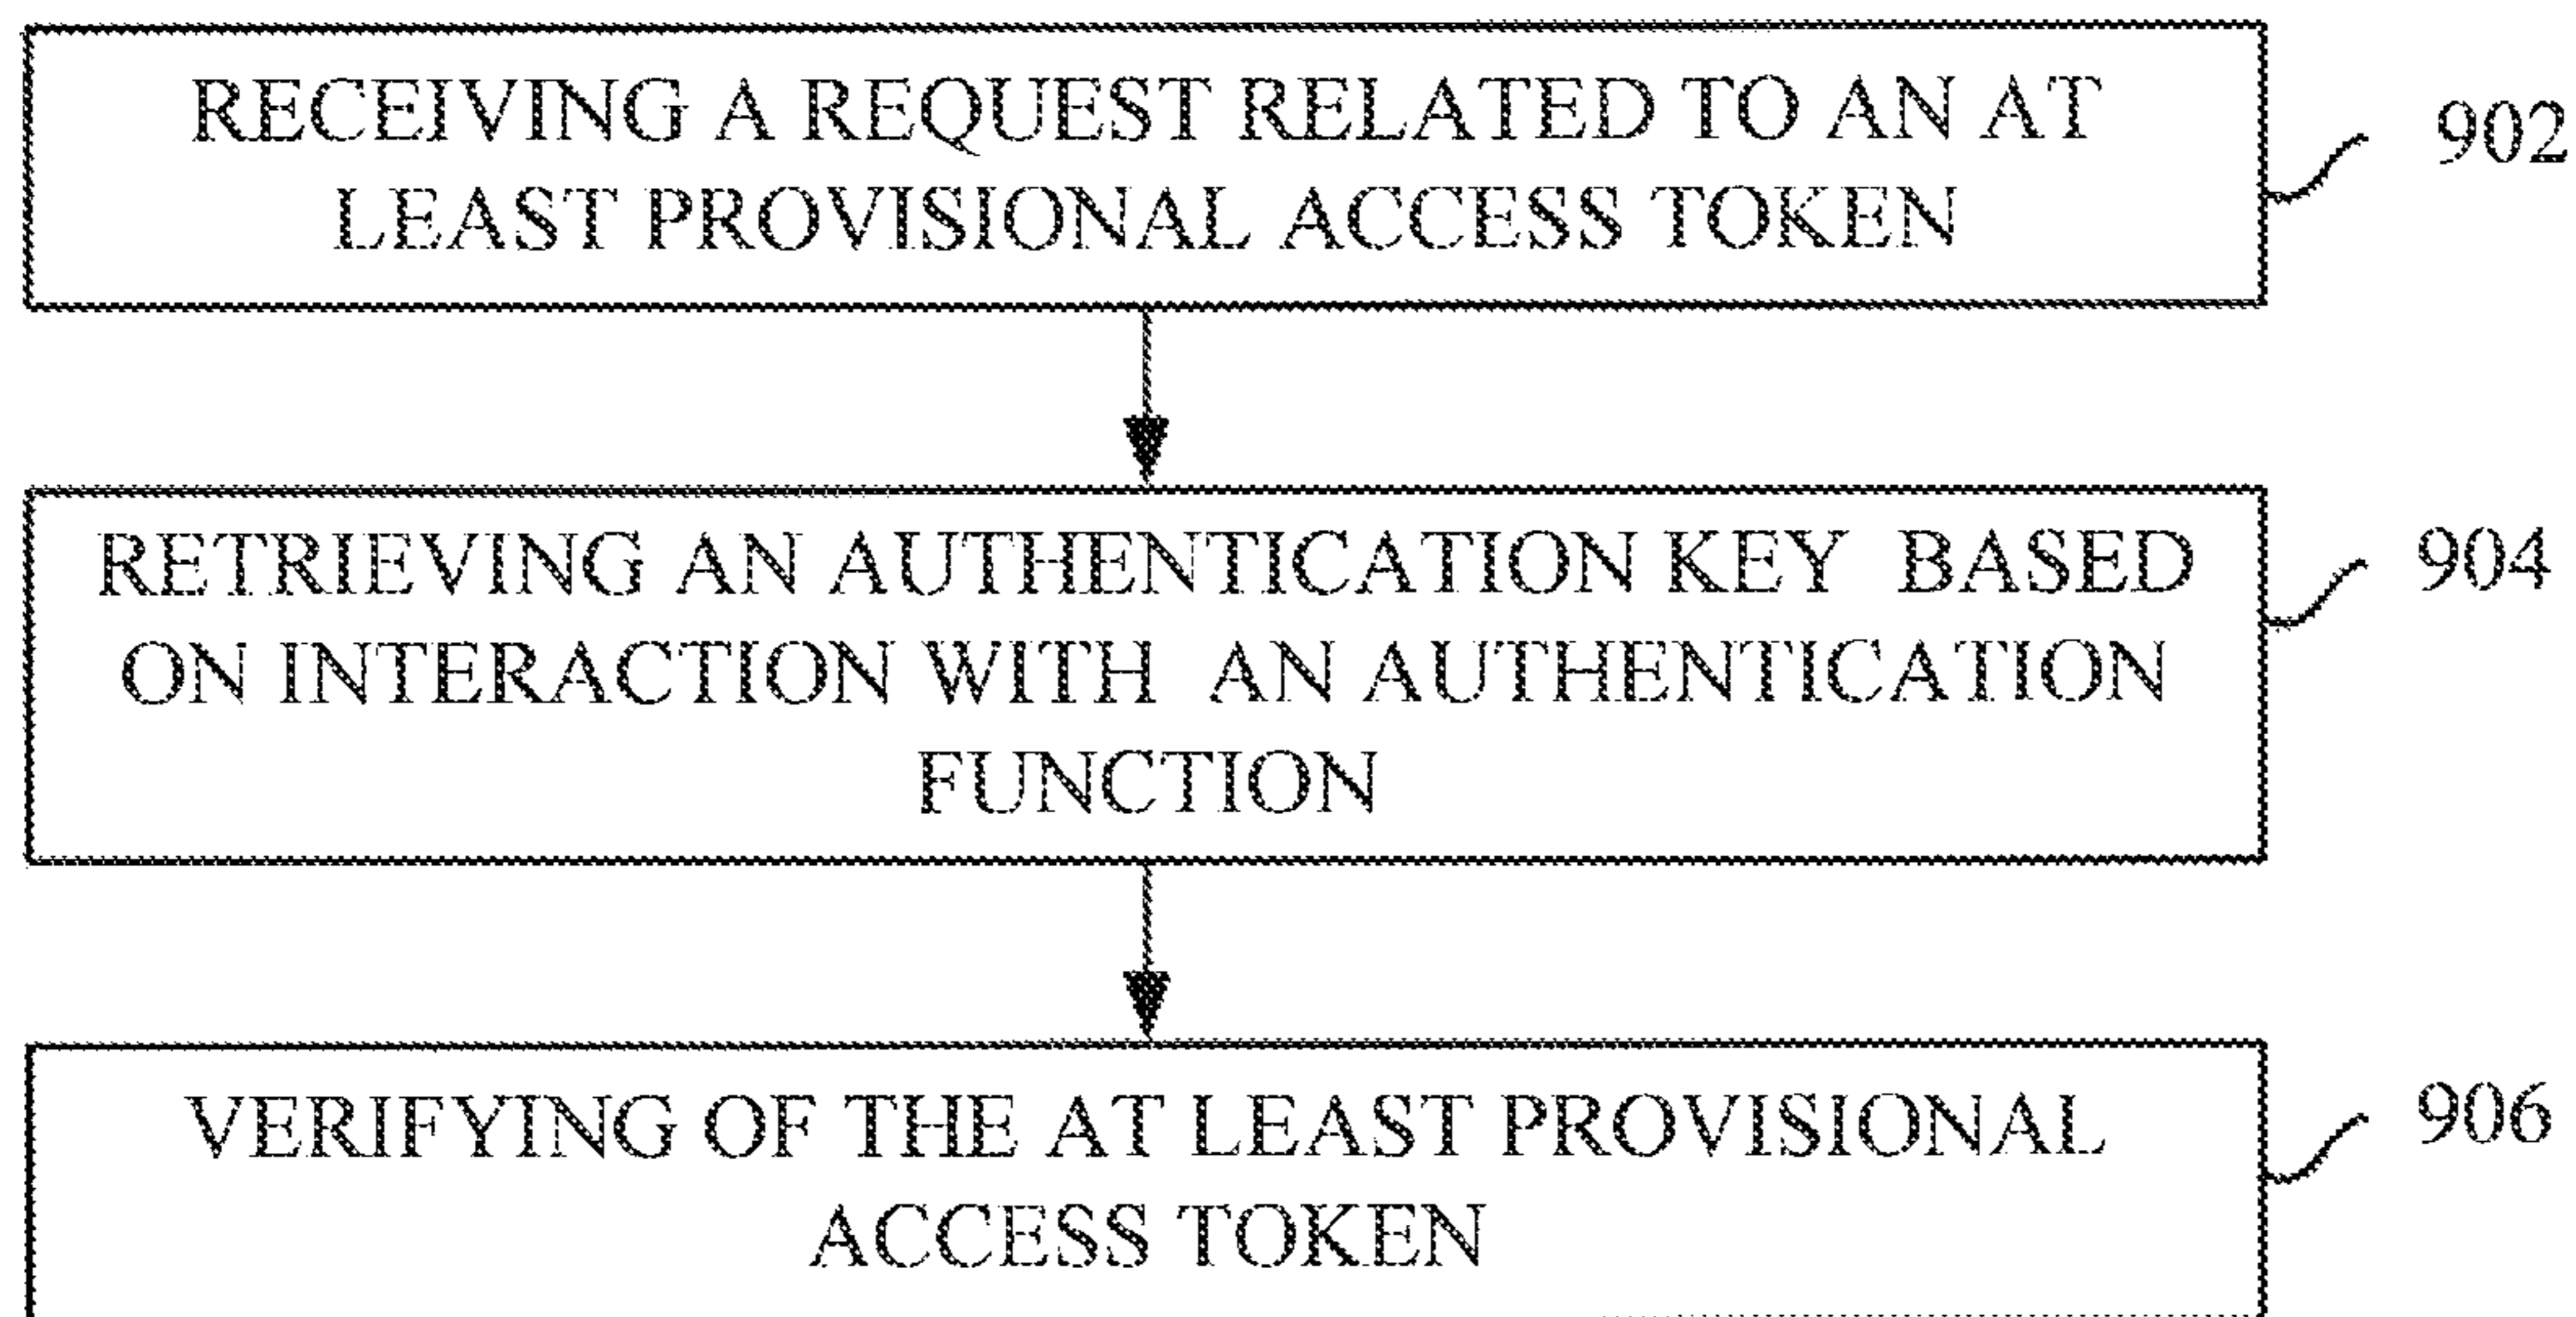 RECEIVING A REQUEST RELATED TO AN AT
LEAST PROVISIONAL ACCESS TOKEN
902
RETRIEVING AN AUTHENTICATION KEY BASED
ON INTERACTION WITH AN AUTHENTICATION
FUNCTION
904
VERIFYING OF THE AT LEAST PROVISIONAL
ACCESS TOKEN
906